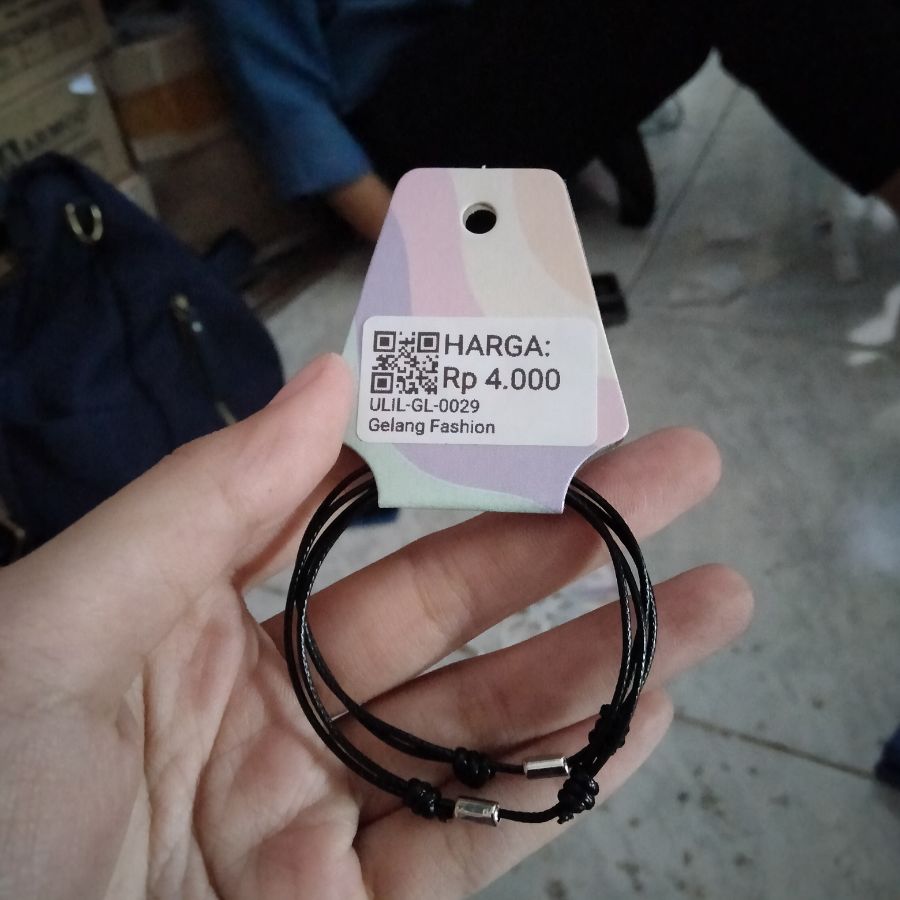 HARGA:
Rp 4.000
ULIL-GL-0029
Gelang Fashion